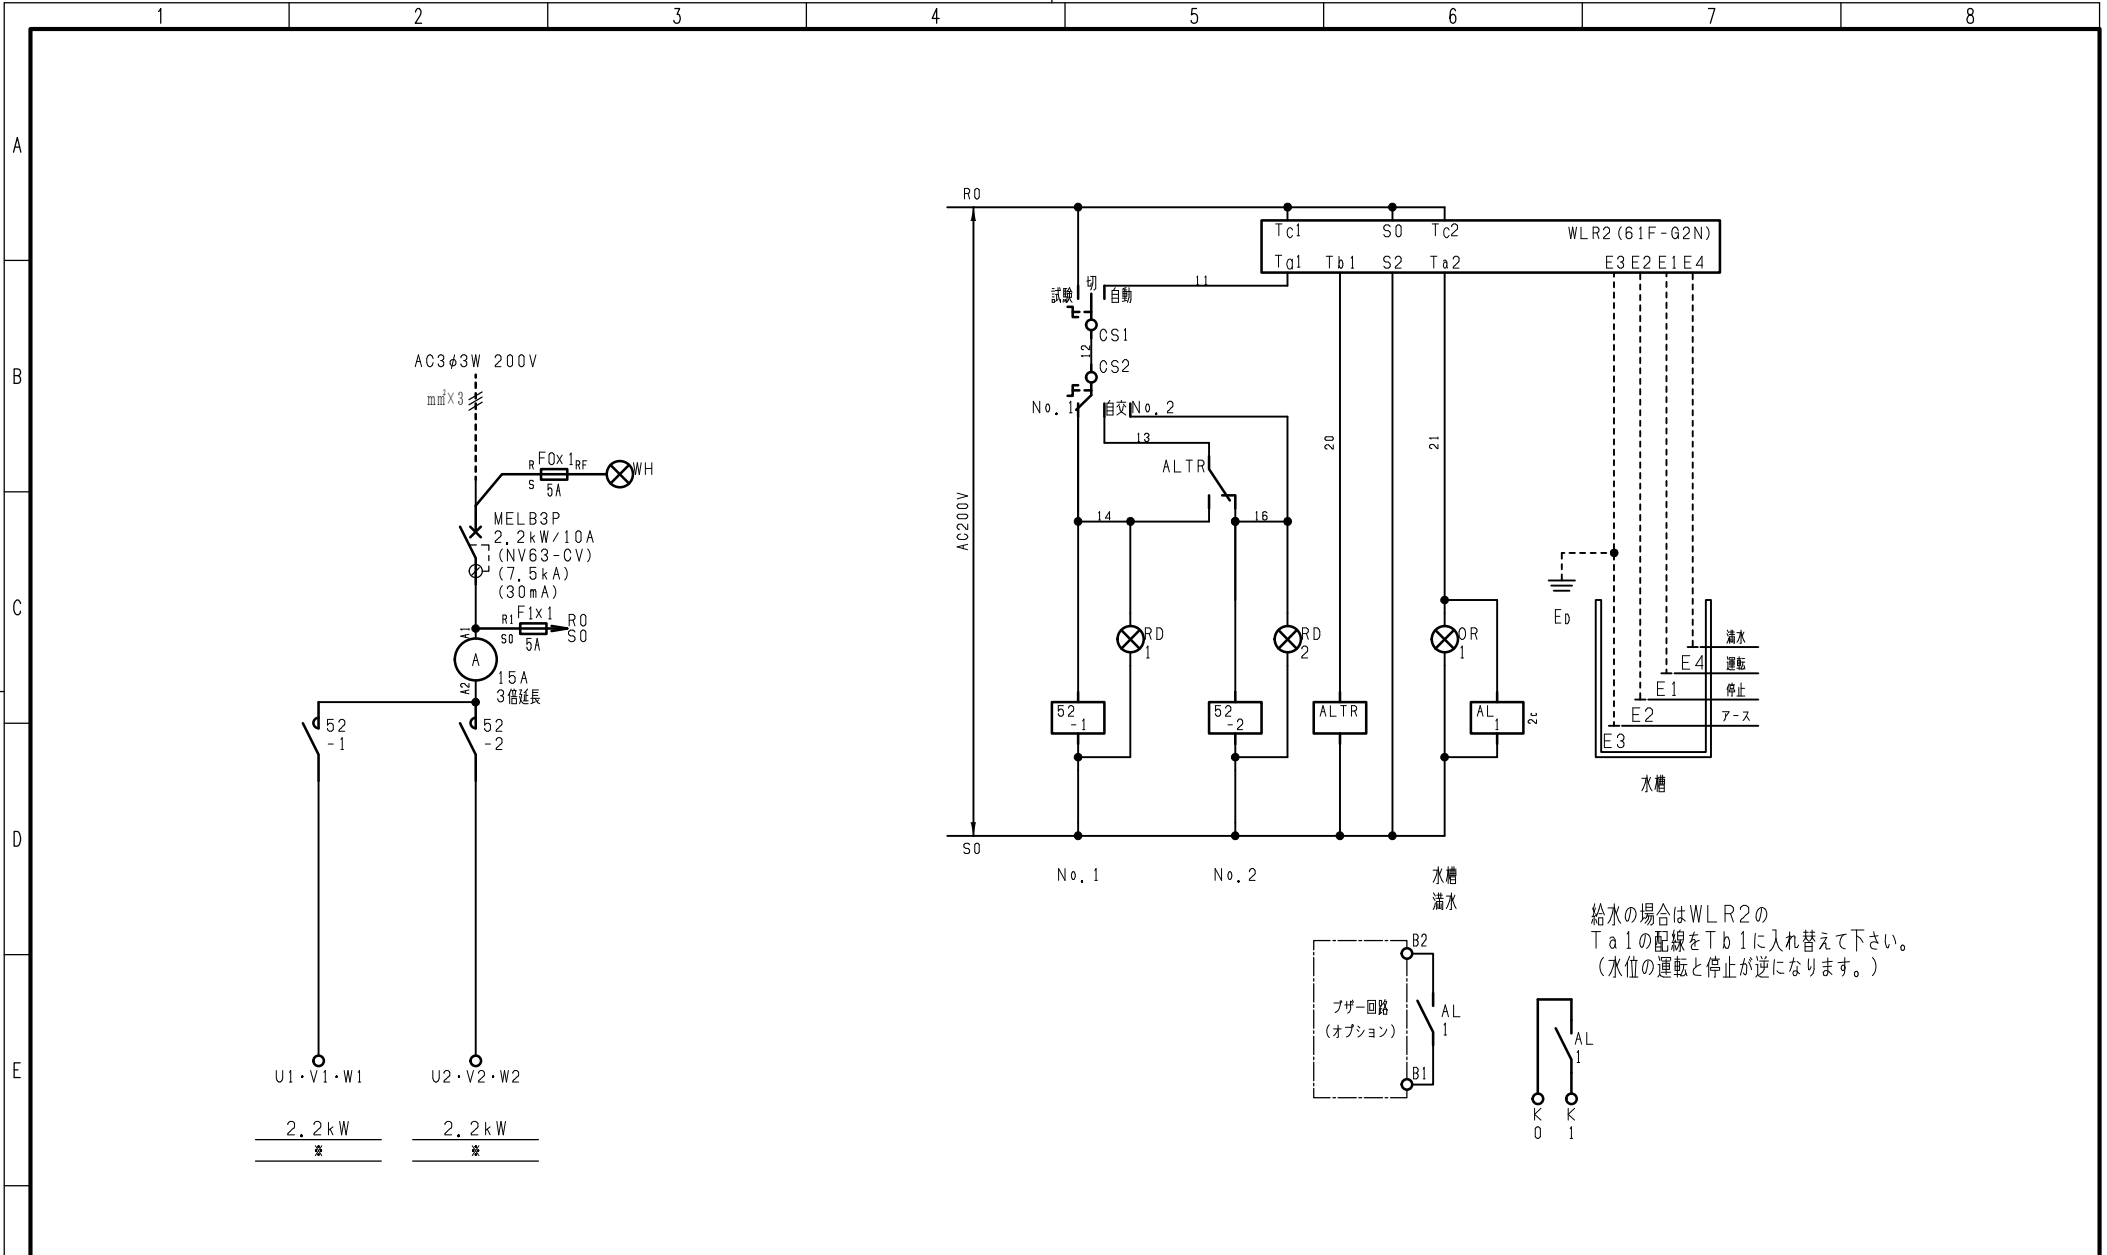 1 2 3 4 5 6 7 8
A
B
C
D
E
AC3φ3W 200V
mm²×3
R F0×1 RF
S 5A
WH
MELB3P
2.2kW/10A
(NV63-CV)
(7.5kA)
(30mA)
R1 F1×1 R0
S0 5A S0
A1
A
A2
15A
3倍延長
52
-1
52
-2
U1・V1・W1
U2・V2・W2
2.2kW
※
2.2kW
※
R0
AC200V
S0
Tc1 S0 Tc2 WLR2(61F-G2N)
Ta1 Tb1 S2 Ta2 E3 E2 E1 E4
11
試験 切 自動
CS1
12
CS2
No.1 自交 No.2
13
ALTR
14
16
20
21
RD
1
RD
2
OR
1
52
-1
52
-2
ALTR
AL
1
2c
ED
満水
E4 運転
E1 停止
E2 アース
E3
水槽
No.1
No.2
水槽
満水
給水の場合はWLR2の
Ta1の配線をTb1に入れ替えて下さい。
(水位の運転と停止が逆になります。)
B2
ブザー回路
(オプション)
AL
1
B1
AL
1
K
0
K
1